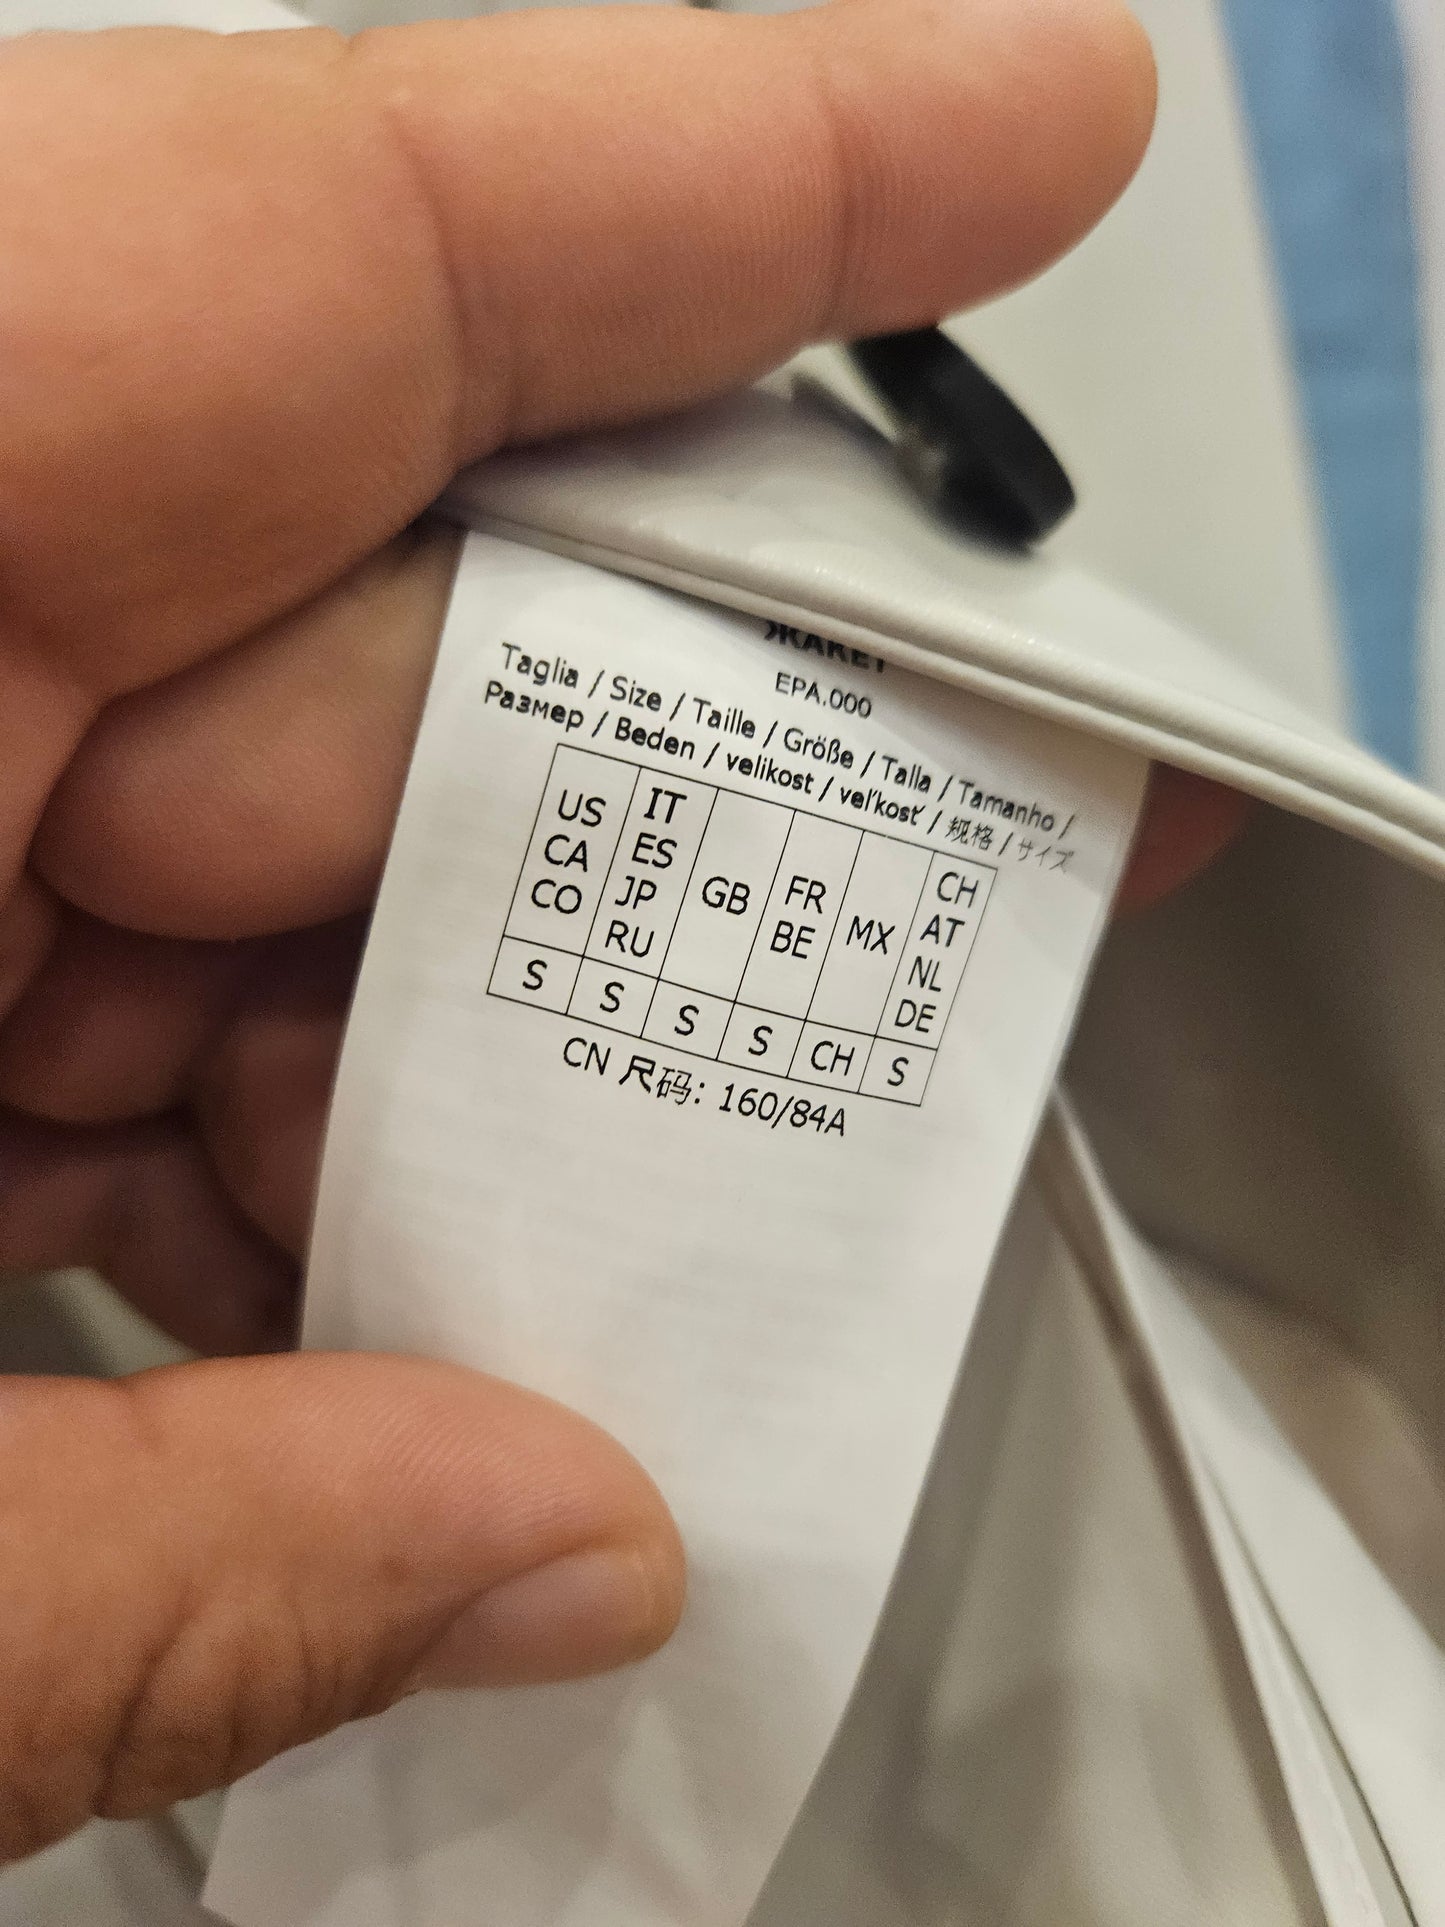 EPA.000
Taglia / Size / Taille / Größe / Talla / Tamanho /
Размер / Beden / velikost / veľkosť / 规格 / サイズ
US CA CO
IT ES JP RU
GB
FR BE
MX
CH AT NL DE
S S S S CH S
CN 尺码: 160/84A